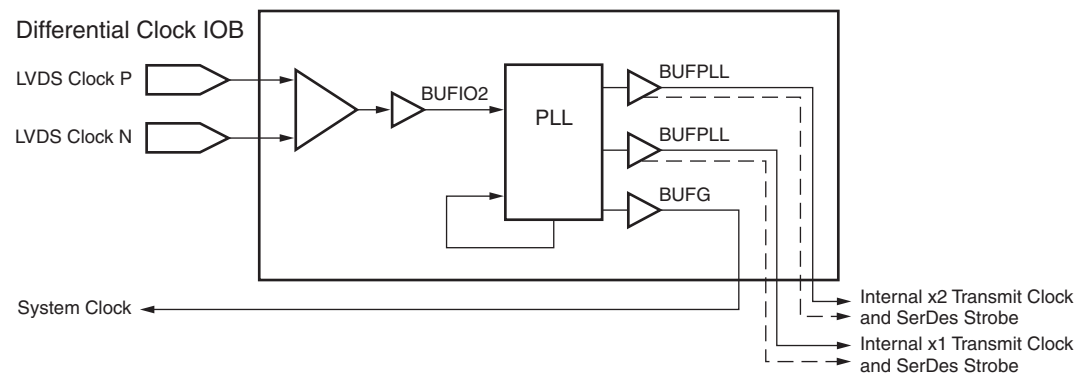 Differential Clock IOB
LVDS Clock P
LVDS Clock N
BUFIO2
PLL
BUFPLL
BUFPLL
BUFG
System Clock
Internal x2 Transmit Clock
and SerDes Strobe
Internal x1 Transmit Clock
and SerDes Strobe